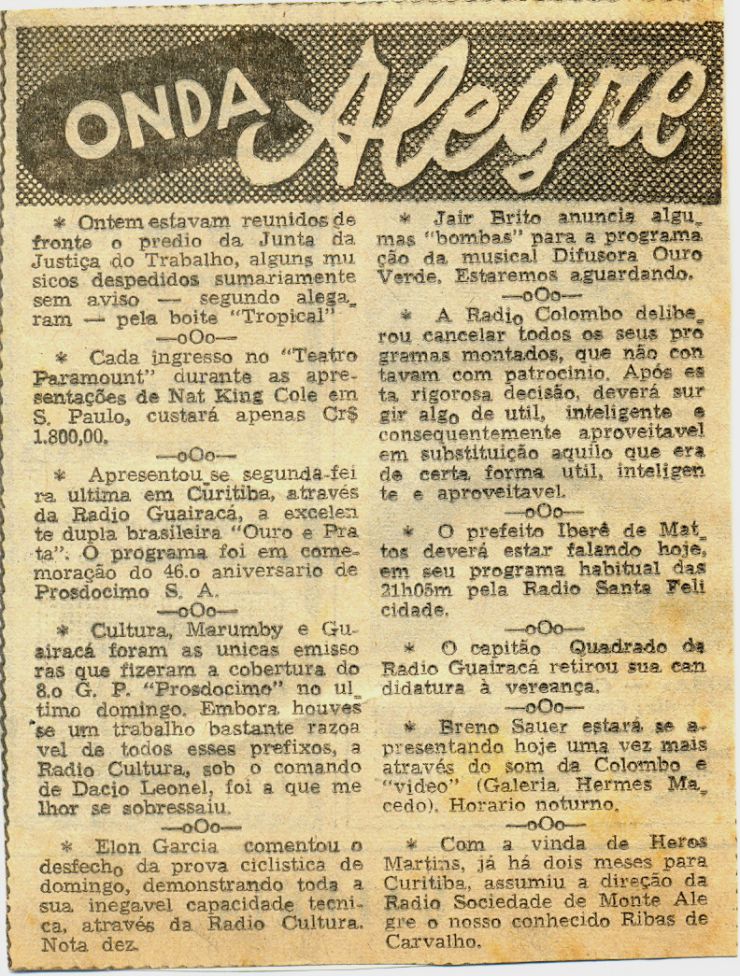 ONDA Alegre
* Ontem estavam reunidos de
fronte o predio da Junta da
Justiça do Trabalho, alguns mu
sicos despedidos sumariamente
sem aviso — segundo alega_
ram — pela boite "Tropical"
—oOo—
* Cada ingresso no "Teatro
Paramount" durante as apre-
sentações de Nat King Cole em
S. Paulo, custará apenas Cr$
1.800,00.
—oOo—
* Apresentou_se segunda-fei
ra ultima em Curitiba, através
da Radio Guairacá, a excelen
te dupla brasileira "Ouro e Pra
ta". O programa foi em come-
moração do 46.o aniversario de
Prosdocimo S. A.
—oOo—
* Cultura, Marumby e Gu-
airacá foram as unicas emisso
ras que fizeram a cobertura do
8.o G. P. "Prosdocimo" no ul_
timo domingo. Embora houves
se um trabalho bastante razoa
vel de todos esses prefixos, a
Radio Cultura, sob o comando
de Dacio Leonel, foi a que me
lhor se sobressaiu.
—oOo—
* Elon Garcia comentou o
desfecho da prova ciclistica de
domingo, demonstrando toda a
sua inegavel capacidade tecni-
ca, através da Radio Cultura.
Nota dez.
* Jair Brito anuncia algu_
mas "bombas" para a programa
ção da musical Difusora Ouro
Verde. Estaremos aguardando.
—oOo—
* A Radio Colombo delibe_
rou cancelar todos os seus pro
gramas montados, que não con
tavam com patrocinio. Após es
ta rigorosa decisão, deverá sur
gir algo de util, inteligente e
consequentemente aproveitavel
em substituição aquilo que era
de certa forma util, inteligen
te e aproveitavel.
—oOo—
* O prefeito Iberê de Mat_
tos deverá estar falando hoje,
em seu programa habitual das
21h05m pela Radio Santa Feli
cidade.
—oOo—
* O capitão Quadrado da
Radio Guairacá retirou sua can
didatura à vereança.
—oOo—
* Breno Sauer estará se a-
presentando hoje uma vez mais
através do som da Colombo e
"video" (Galeria Hermes Ma_
cedo). Horario noturno.
—oOo—
* Com a vinda de Heros
Martins, já há dois meses para
Curitiba, assumiu a direção da
Radio Sociedade de Monte Ale
gre o nosso conhecido Ribas de
Carvalho.